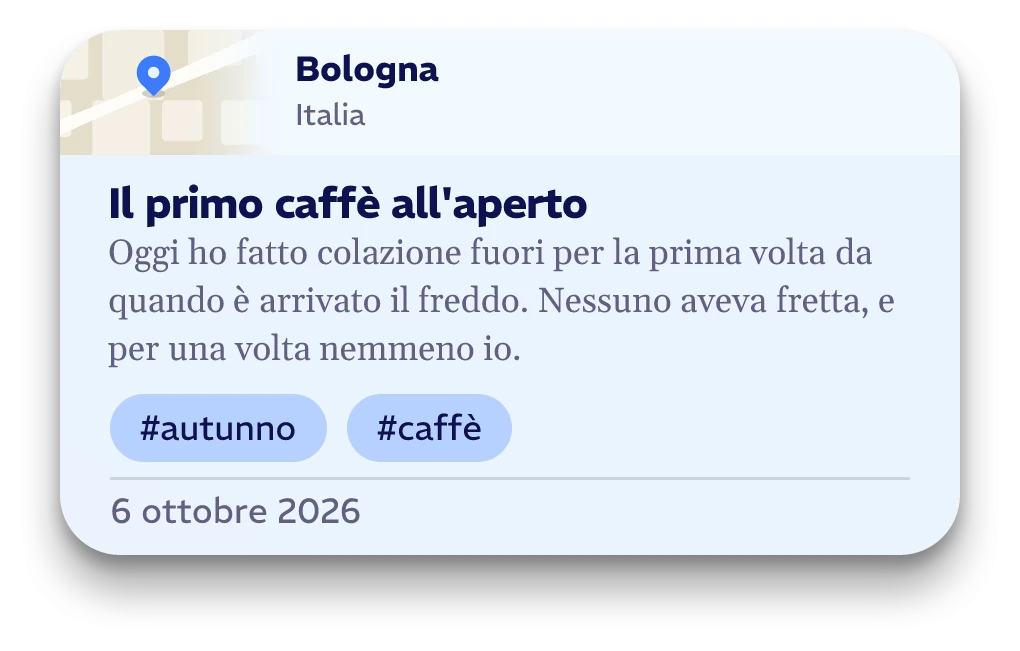 Bologna
Italia
Il primo caffè all'aperto
Oggi ho fatto colazione fuori per la prima volta da
quando è arrivato il freddo. Nessuno aveva fretta, e
per una volta nemmeno io.
#autunno #caffè
6 ottobre 2026